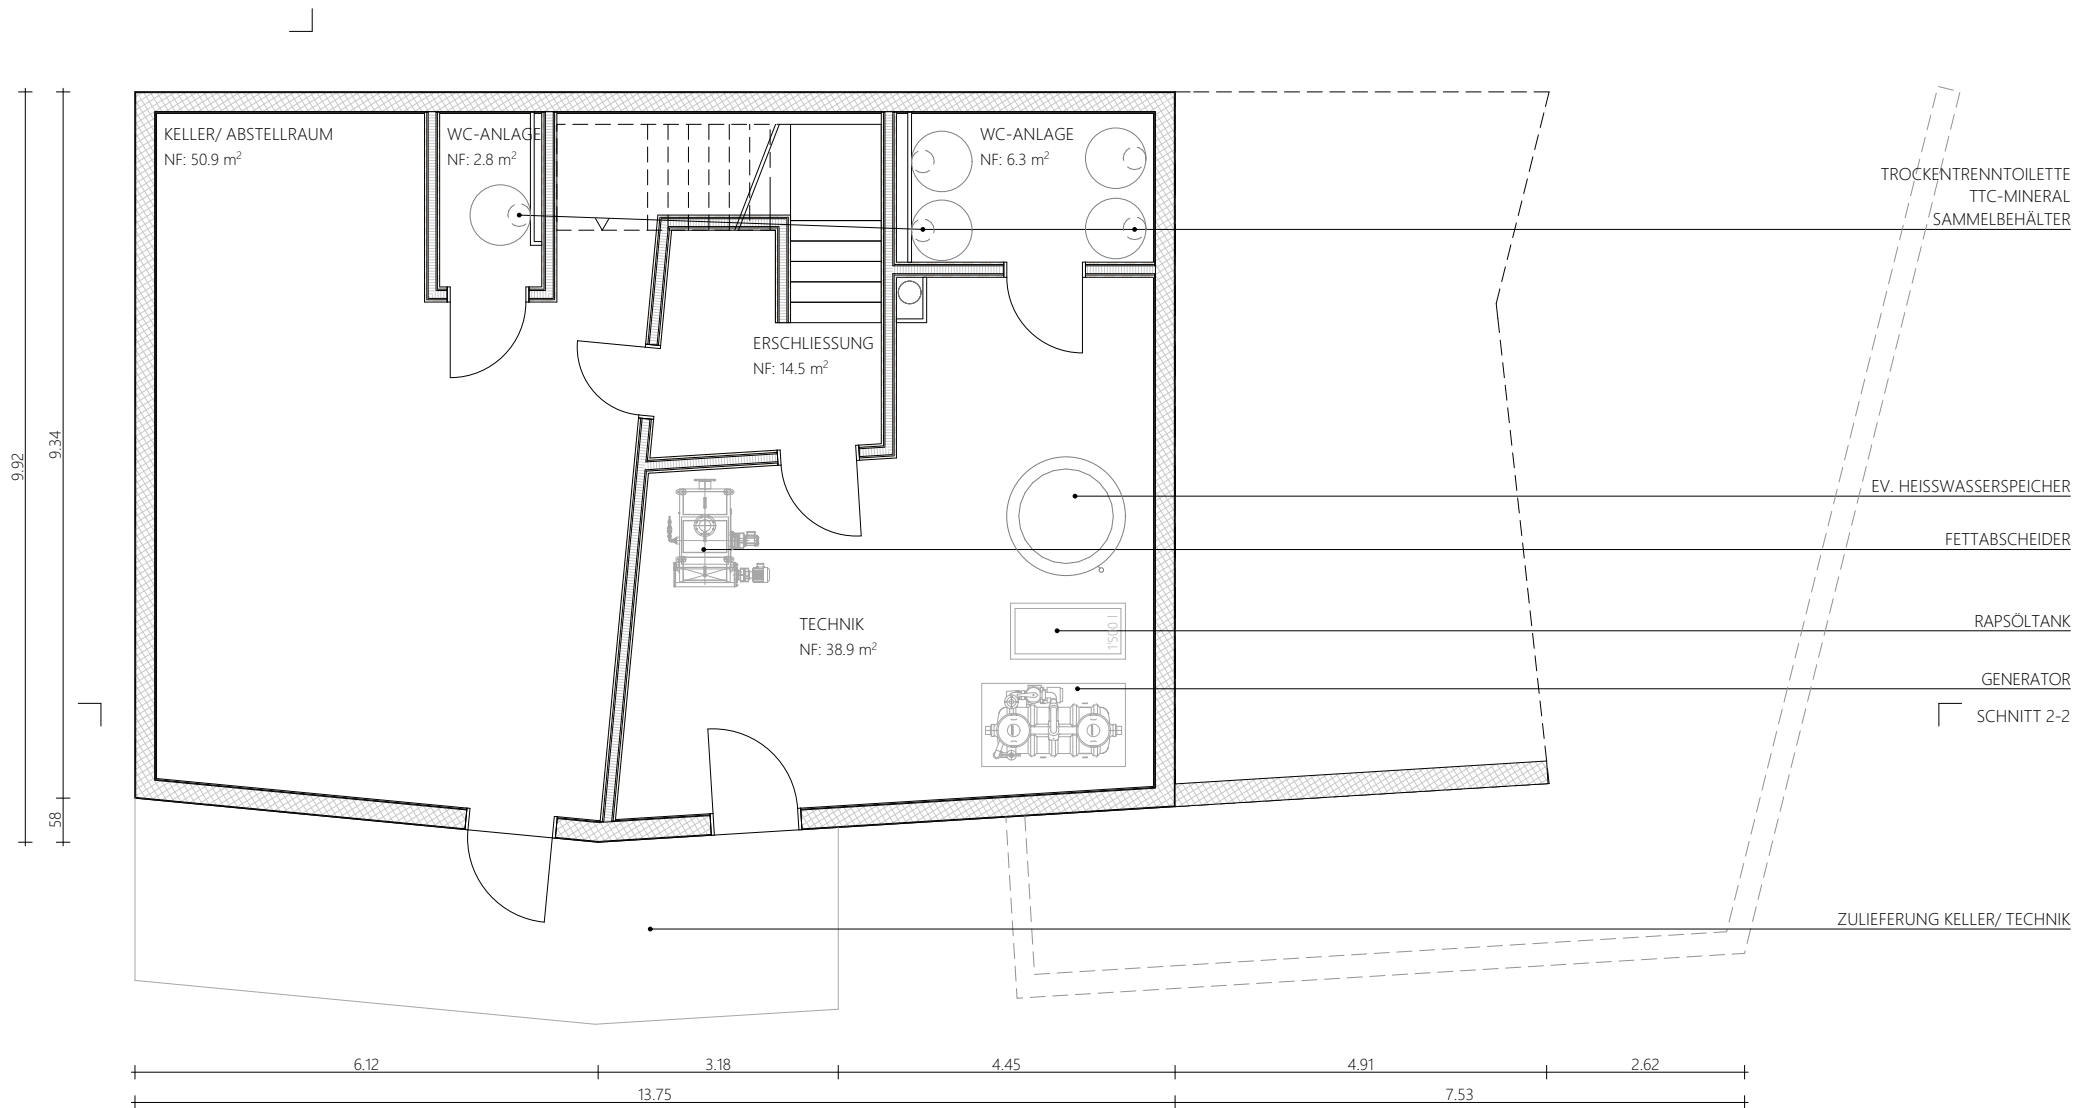 KELLER/ ABSTELLRAUM
NF: 50.9 m²
WC-ANLAGE
NF: 2.8 m²
WC-ANLAGE
NF: 6.3 m²
TROCKENTRENNTOILETTE
TTC-MINERAL
SAMMELBEHÄLTER
ERSCHLIESSUNG
NF: 14.5 m²
9.92
9.34
58
EV. HEISSWASSERSPEICHER
FETTABSCHEIDER
TECHNIK
NF: 38.9 m²
1'500 l
RAPSÖLTANK
GENERATOR
SCHNITT 2-2
ZULIEFERUNG KELLER/ TECHNIK
6.12
3.18
4.45
4.91
2.62
13.75
7.53